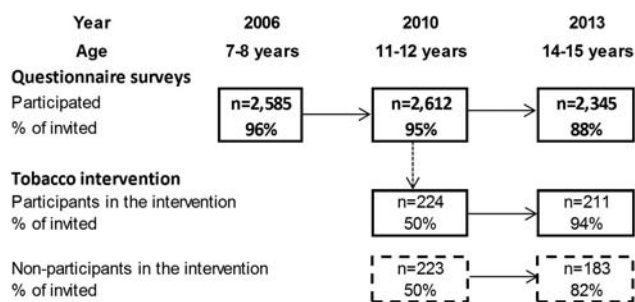 Year 2006 2010 2013
Age 7-8 years 11-12 years 14-15 years
Questionnaire surveys
Participated n=2,585 n=2,612 n=2,345
% of invited 96% 95% 88%
Tobacco intervention
Participants in the intervention n=224 n=211
% of invited 50% 94%
Non-participants in the intervention n=223 n=183
% of invited 50% 82%